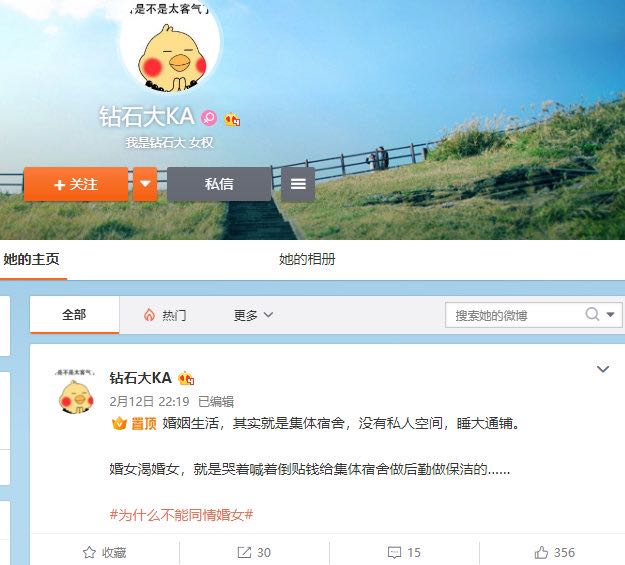 是不是太客气了
钻石大KA
我是钻石大 女权
+关注
私信
她的主页
她的相册
全部
热门
更多
搜索她的微博
是不是太客气
钻石大KA
2月12日 22:19 已编辑
置顶 婚姻生活，其实就是集体宿舍，没有私人空间，睡大通铺。
婚女渴婚女，就是哭着喊着倒贴钱给集体宿舍做后勤做保洁的......
#为什么不能同情婚女#
收藏
30
15
356